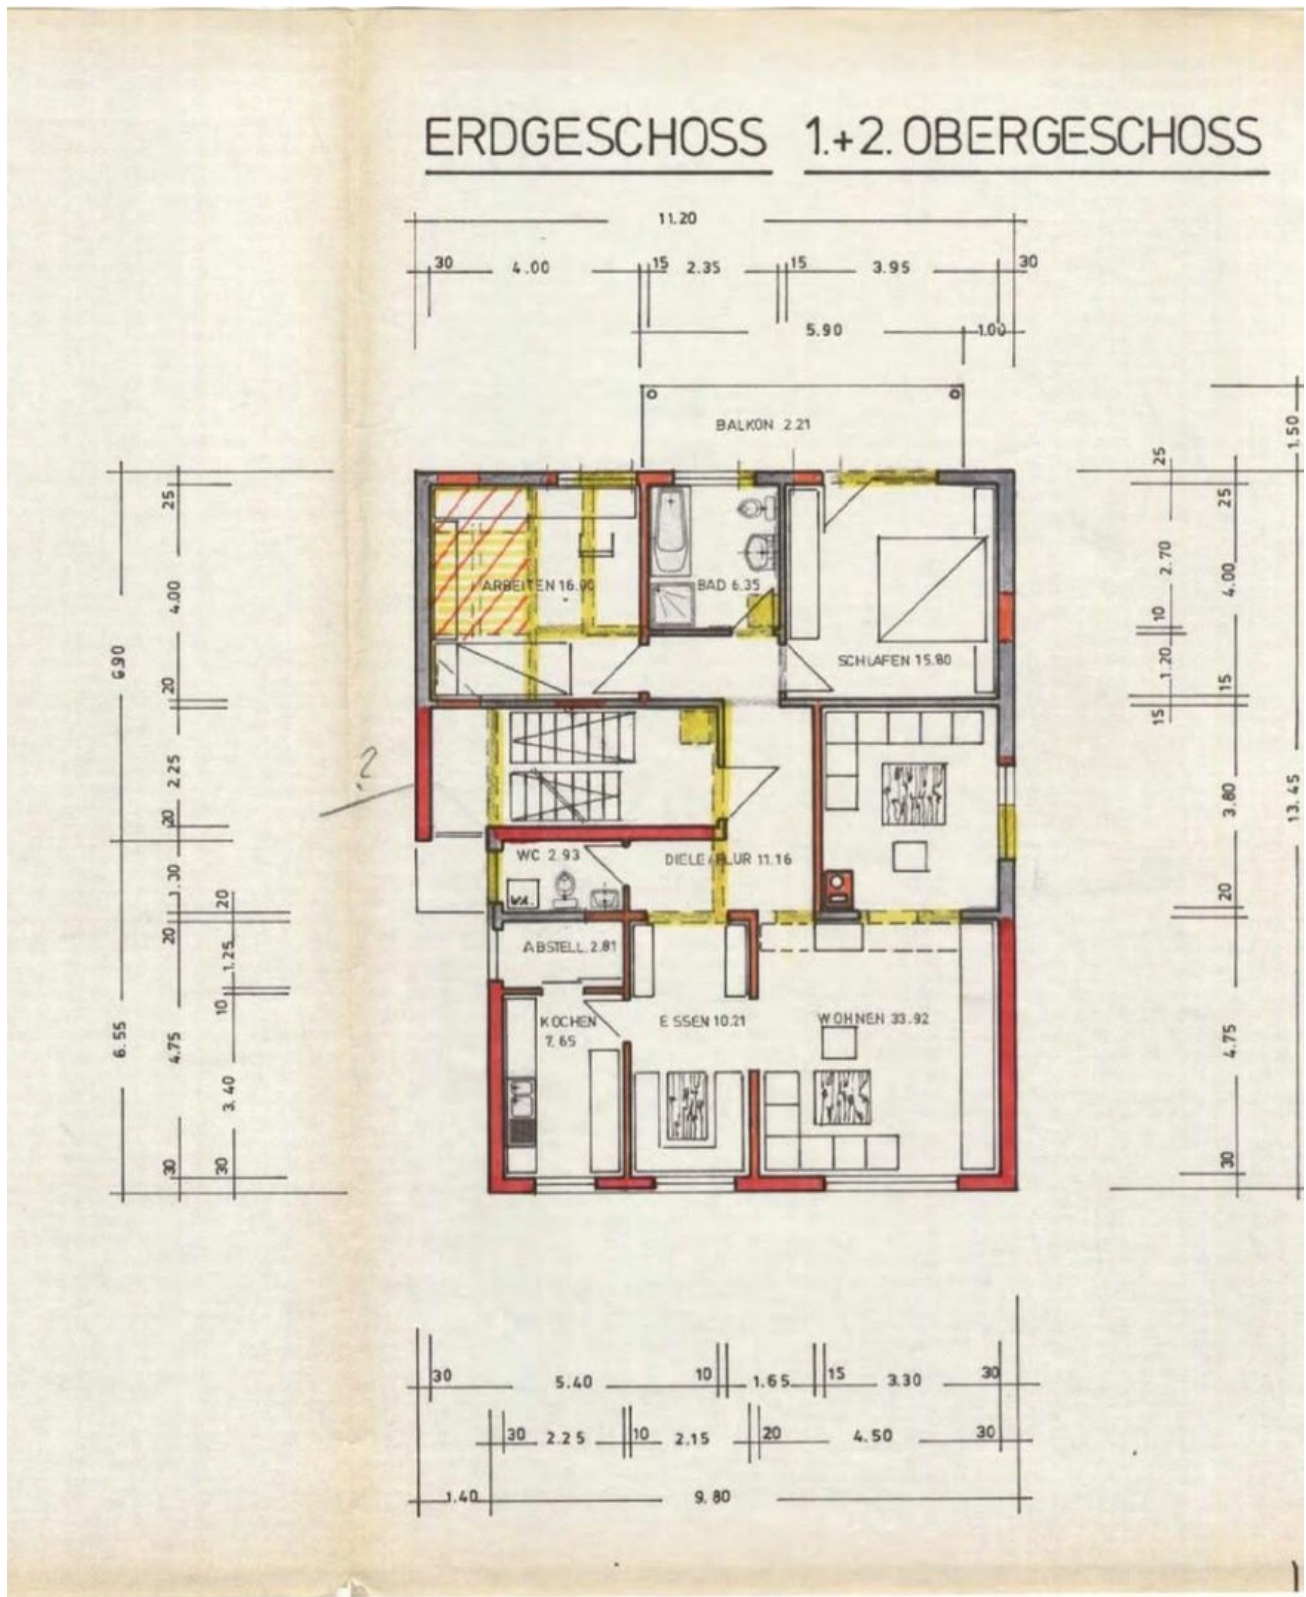 ERDGESCHOSS 1.+2. OBERGESCHOSS
11.20
30 4.00 15 2.35 15 3.95 30
5.90 1.00
BALKON 2.21
1.50
25 25 25
4.00 2.70 4.00
ARBEITEN 16.00 BAD 6.35
10
SCHLAFEN 15.80
6.90 20 1.20 15
15
?
2.25 3.80 13.45
20
WC 2.93 DIELE/FLUR 11.16
WA.
1.30 20 20
20 1.25
ABSTELL. 2.81
10
KOCHEN ESSEN 10.21 WOHNEN 33.92
7.65
6.55 4.75 3.40 4.75
30 30 30
30 5.40 10 1.65 15 3.30 30
30 2.25 10 2.15 20 4.50 30
1.40 9.80